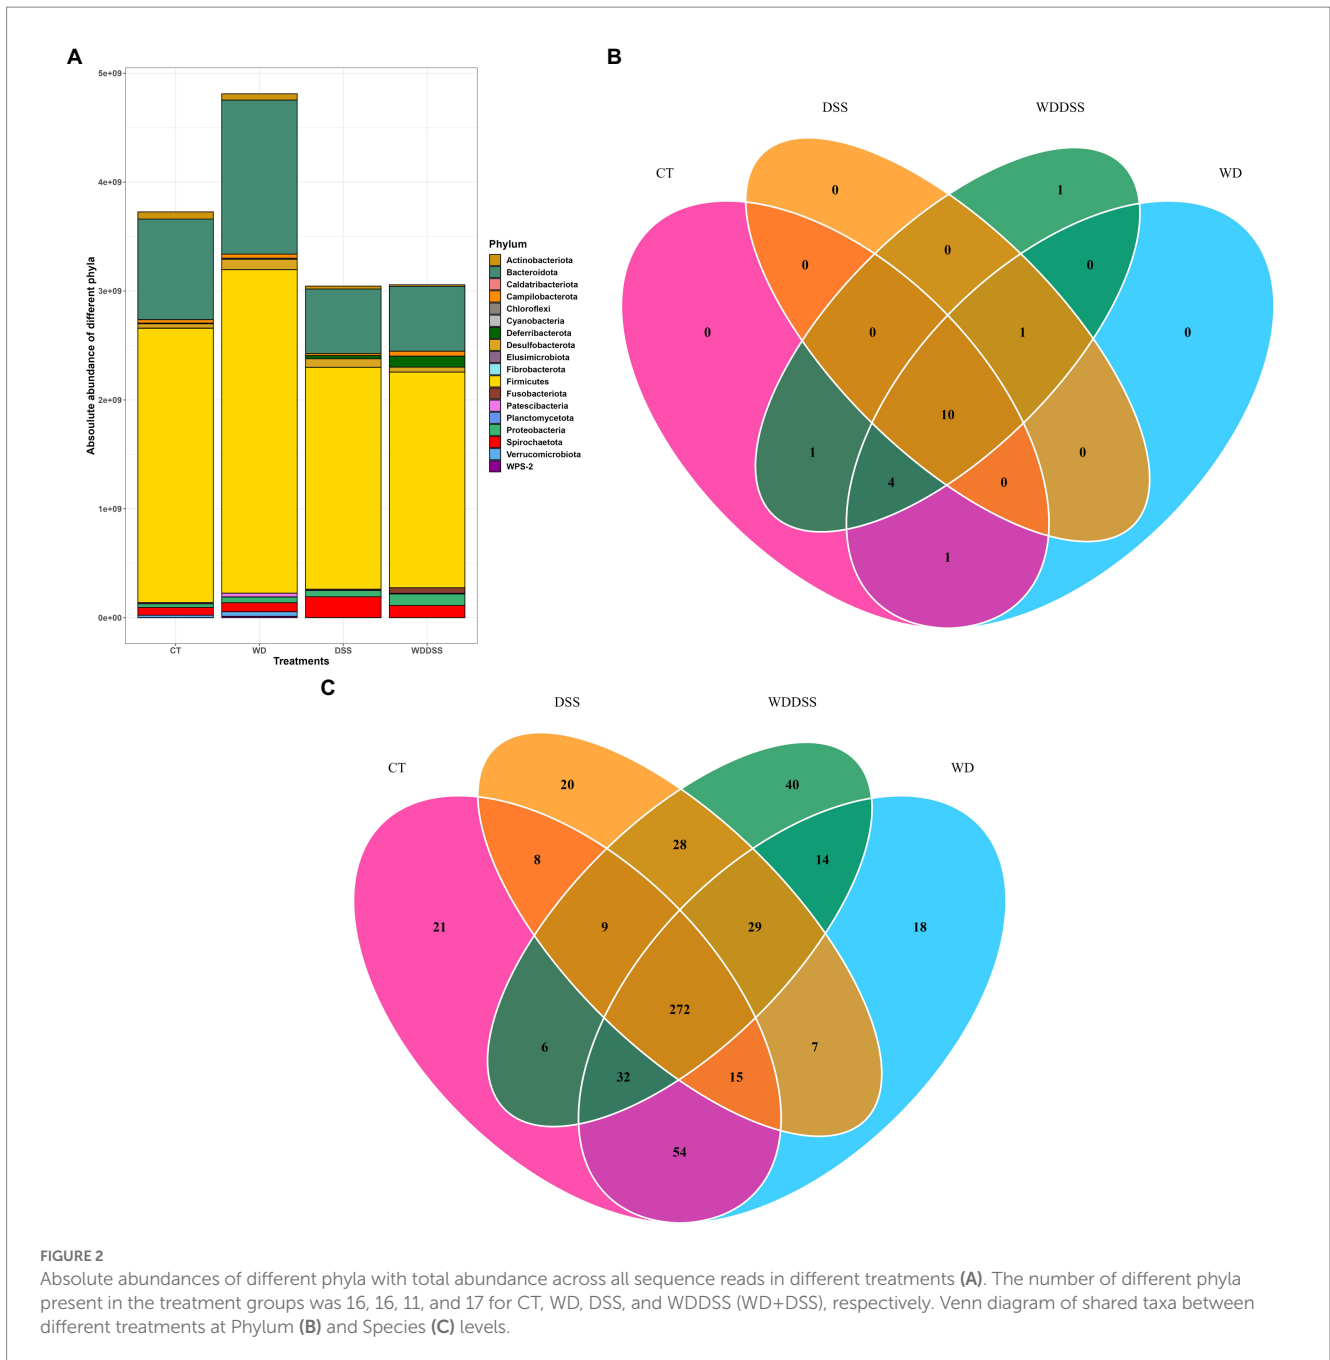 A
Absoulute abundance of different phyla
5e+09
4e+09
3e+09
2e+09
1e+09
0e+00
CT
WD
DSS
WDDSS
Treatments
Phylum
Actinobacteriota
Bacteroidota
Caldatribacteriota
Campilobacterota
Chloroflexi
Cyanobacteria
Deferribacterota
Desulfobacterota
Elusimicrobiota
Fibrobacterota
Firmicutes
Fusobacteriota
Patescibacteria
Planctomycetota
Proteobacteria
Spirochaetota
Verrucomicrobiota
WPS-2
B
DSS
WDDSS
CT
WD
0
1
0
0
0
0
0
1
0
10
1
0
4
0
1
C
DSS
WDDSS
CT
WD
20
40
28
8
14
21
9
29
18
272
6
7
32
15
54
FIGURE 2
Absolute abundances of different phyla with total abundance across all sequence reads in different treatments (A). The number of different phyla
present in the treatment groups was 16, 16, 11, and 17 for CT, WD, DSS, and WDDSS (WD+DSS), respectively. Venn diagram of shared taxa between
different treatments at Phylum (B) and Species (C) levels.